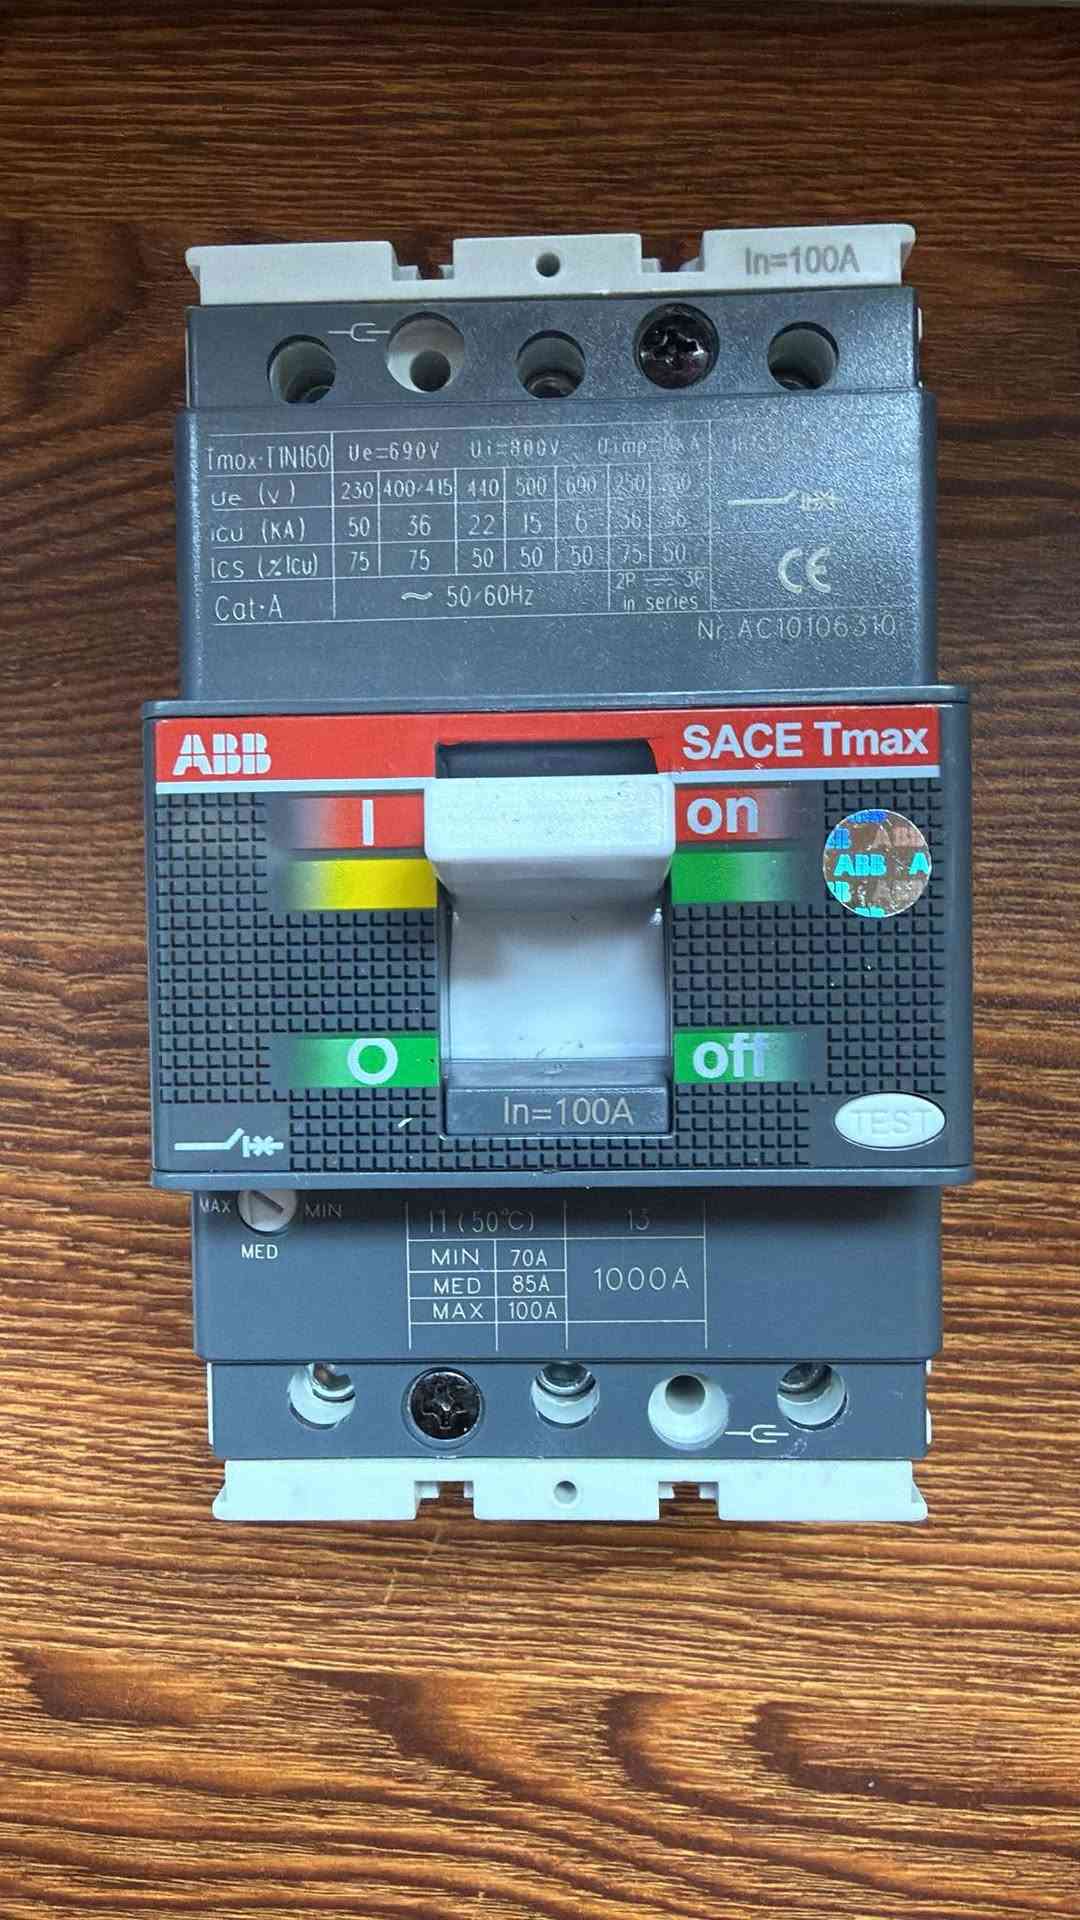 In=100A
Tmax·T1N160 Ue=690V Ui=800V Uimp=
Ue (V) 230 400/415 440 500 690 250
Icu (KA) 50 36 22 15 6 36
Ics (%Icu) 75 75 50 50 50 75 50
Cat·A ~ 50/60Hz 2P ⎓ 3P
in series
CE
Nr.AC10106310
ABB SACE Tmax
I on
ABB
O off
In=100A
TEST
MAX MIN
MED
I1 (50°C) I3
MIN 70A
MED 85A 1000A
MAX 100A